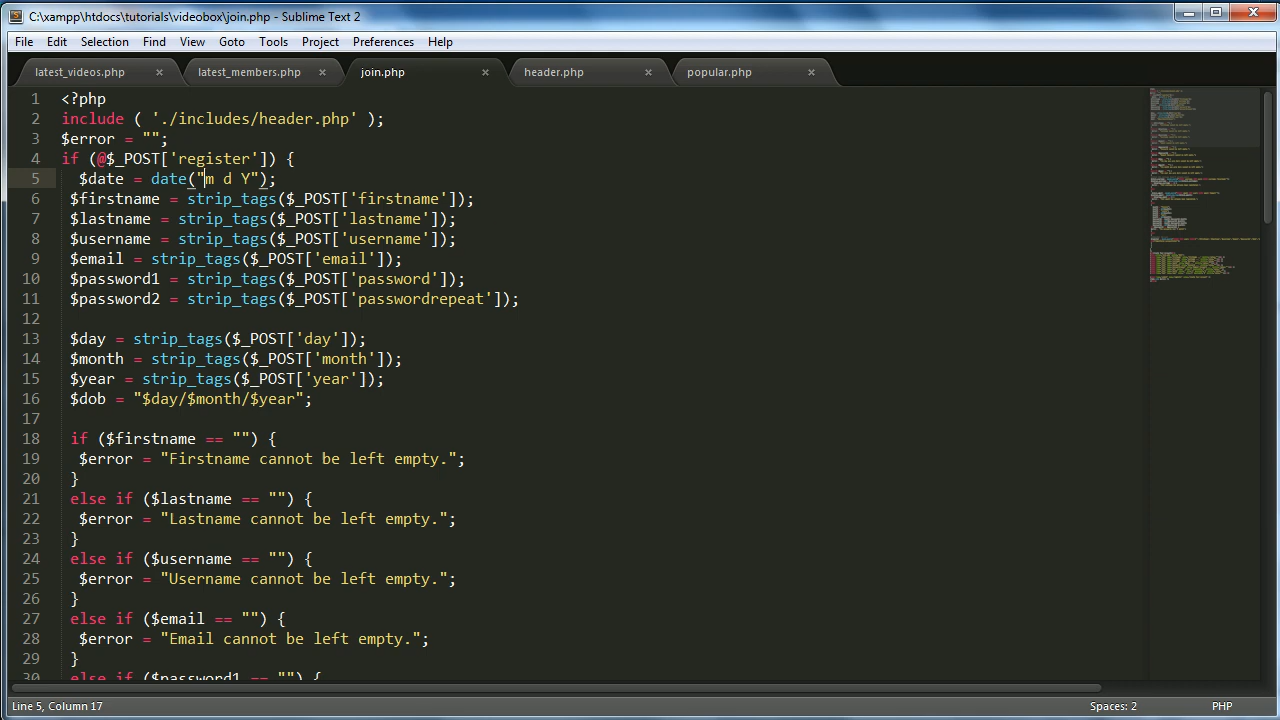 C:\xampp\htdocs\tutorials\videobox\join.php - Sublime Text 2
File Edit Selection Find View Goto Tools Project Preferences Help
latest_videos.php × latest_members.php × join.php × header.php × popular.php ×
1 <?php
2 include ( './includes/header.php' );
3 $error = "";
4 if (@$_POST['register']) {
5 $date = date("m d Y");
6 $firstname = strip_tags($_POST['firstname']);
7 $lastname = strip_tags($_POST['lastname']);
8 $username = strip_tags($_POST['username']);
9 $email = strip_tags($_POST['email']);
10 $password1 = strip_tags($_POST['password']);
11 $password2 = strip_tags($_POST['passwordrepeat']);
12
13 $day = strip_tags($_POST['day']);
14 $month = strip_tags($_POST['month']);
15 $year = strip_tags($_POST['year']);
16 $dob = "$day/$month/$year";
17
18 if ($firstname == "") {
19 $error = "Firstname cannot be left empty.";
20 }
21 else if ($lastname == "") {
22 $error = "Lastname cannot be left empty.";
23 }
24 else if ($username == "") {
25 $error = "Username cannot be left empty.";
26 }
27 else if ($email == "") {
28 $error = "Email cannot be left empty.";
29 }
30 else if ($password1 == "") {
Line 5, Column 17 Spaces: 2 PHP